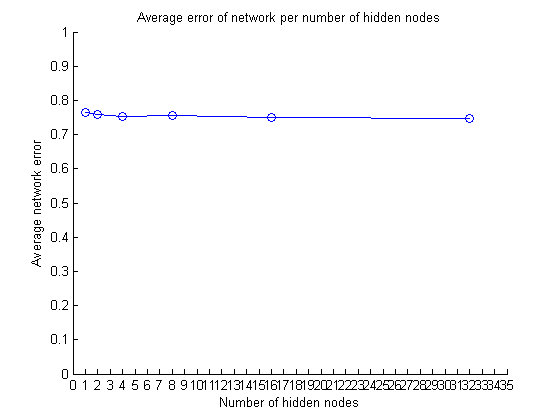 Average error of network per number of hidden nodes
1
0.9
0.8
0.7
0.6
0.5
0.4
0.3
0.2
0.1
0
Average network error
0 1 2 3 4 5 6 7 8 9 10 11 12 13 14 15 16 17 18 19 20 21 22 23 24 25 26 27 28 29 30 31 32 33 34 35
Number of hidden nodes